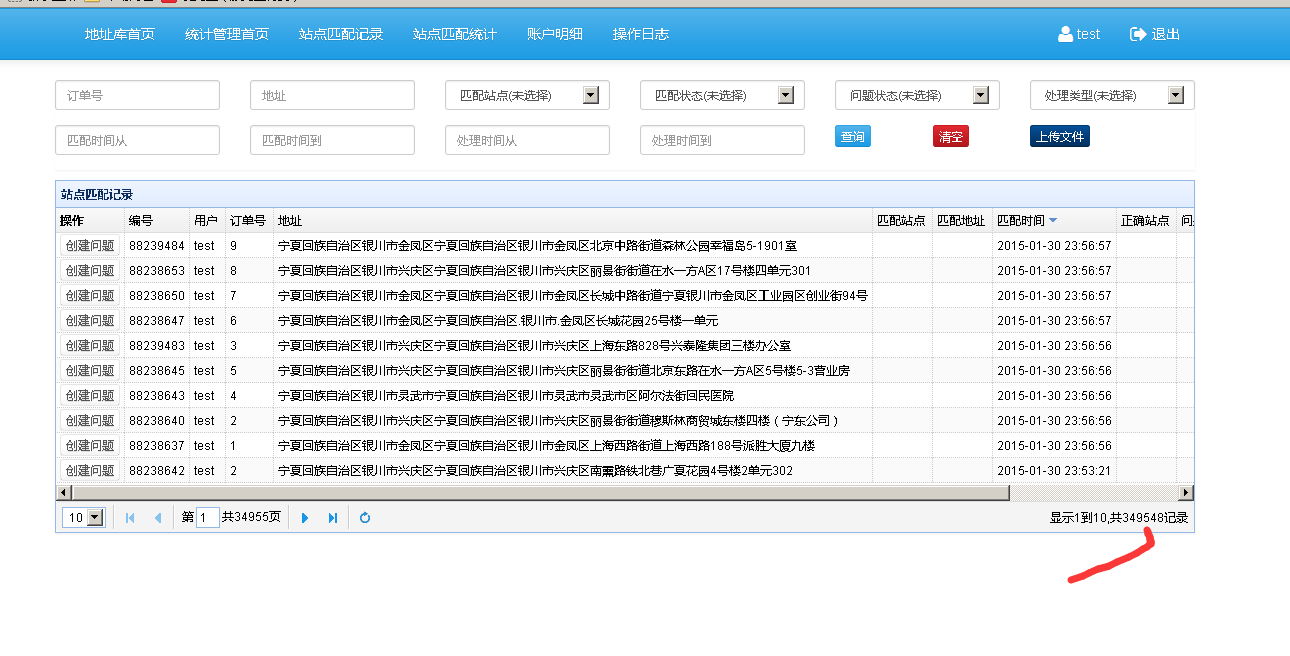 地址库首页 统计管理首页 站点匹配记录 站点匹配统计 账户明细 操作日志 test 退出
订单号 地址 匹配站点(未选择) 匹配状态(未选择) 问题状态(未选择) 处理类型(未选择)
匹配时间从 匹配时间到 处理时间从 处理时间到 查询 清空 上传文件
站点匹配记录
操作 编号 用户 订单号 地址 匹配站点 匹配地址 匹配时间 正确站点
创建问题 88239484 test 9 宁夏回族自治区银川市金凤区宁夏回族自治区银川市金凤区北京中路街道森林公园幸福岛5-1901室 2015-01-30 23:56:57
创建问题 88238653 test 8 宁夏回族自治区银川市兴庆区宁夏回族自治区银川市兴庆区丽景街街道在水一方A区17号楼四单元301 2015-01-30 23:56:57
创建问题 88238650 test 7 宁夏回族自治区银川市金凤区宁夏回族自治区银川市金凤区长城中路街道宁夏银川市金凤区工业园区创业街94号 2015-01-30 23:56:57
创建问题 88238647 test 6 宁夏回族自治区银川市金凤区宁夏回族自治区.银川市.金凤区长城花园25号楼一单元 2015-01-30 23:56:57
创建问题 88239483 test 3 宁夏回族自治区银川市兴庆区宁夏回族自治区银川市兴庆区上海东路828号兴泰隆集团三楼办公室 2015-01-30 23:56:56
创建问题 88238645 test 5 宁夏回族自治区银川市兴庆区宁夏回族自治区银川市兴庆区丽景街街道北京东路在水一方A区5号楼5-3营业房 2015-01-30 23:56:56
创建问题 88238643 test 4 宁夏回族自治区银川市灵武市宁夏回族自治区银川市灵武市灵武市区阿尔法街回民医院 2015-01-30 23:56:56
创建问题 88238640 test 2 宁夏回族自治区银川市兴庆区宁夏回族自治区银川市兴庆区丽景街街道穆斯林商贸城东楼四楼（宁东公司） 2015-01-30 23:56:56
创建问题 88238637 test 1 宁夏回族自治区银川市金凤区宁夏回族自治区银川市金凤区上海西路街道上海西路188号派胜大厦九楼 2015-01-30 23:56:56
创建问题 88238642 test 2 宁夏回族自治区银川市兴庆区宁夏回族自治区银川市兴庆区南熏路铁北巷广夏花园4号楼2单元302 2015-01-30 23:53:21
10 第 1 共34955页 显示1到10,共349548记录